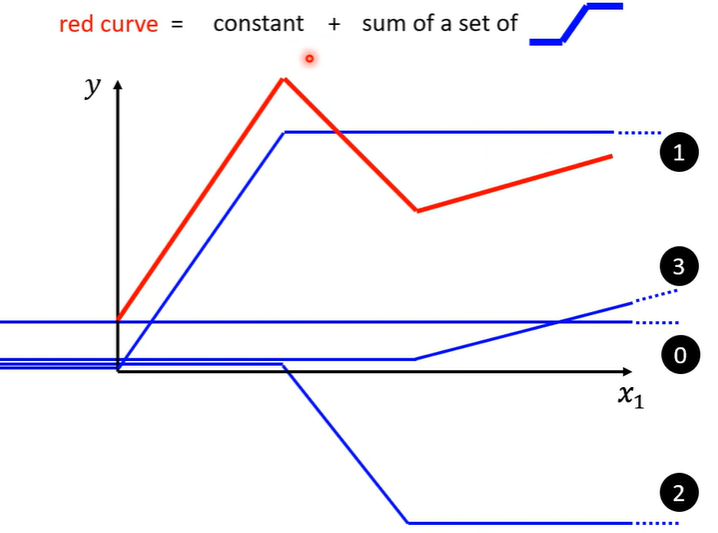 red curve = constant + sum of a set of
y
1
3
0
x₁
2